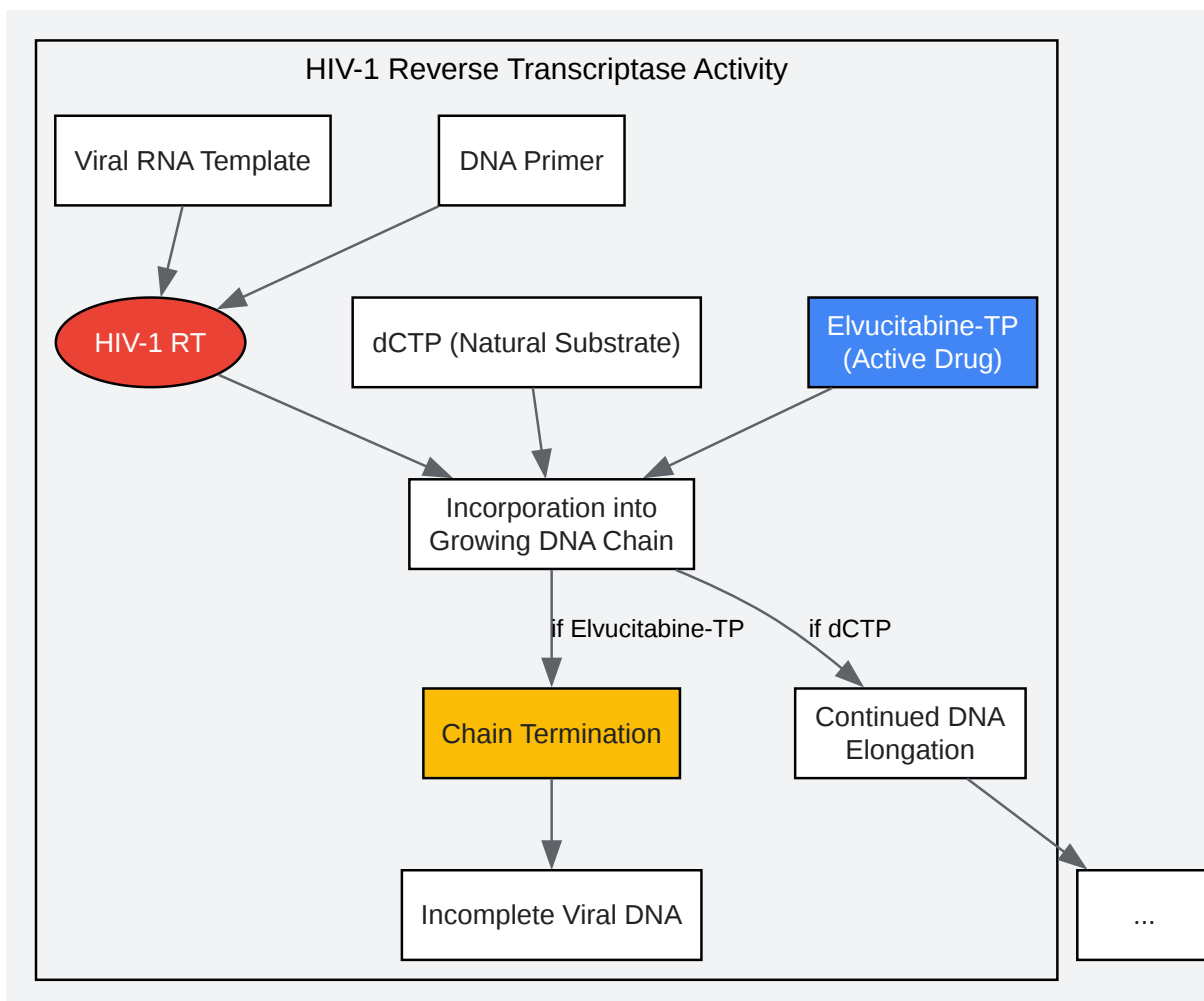 HIV-1 Reverse Transcriptase Activity
Viral RNA Template
DNA Primer
HIV-1 RT
dCTP (Natural Substrate)
Elvucitabine-TP
(Active Drug)
Incorporation into
Growing DNA Chain
if Elvucitabine-TP
if dCTP
Chain Termination
Continued DNA
Elongation
Incomplete Viral DNA
...